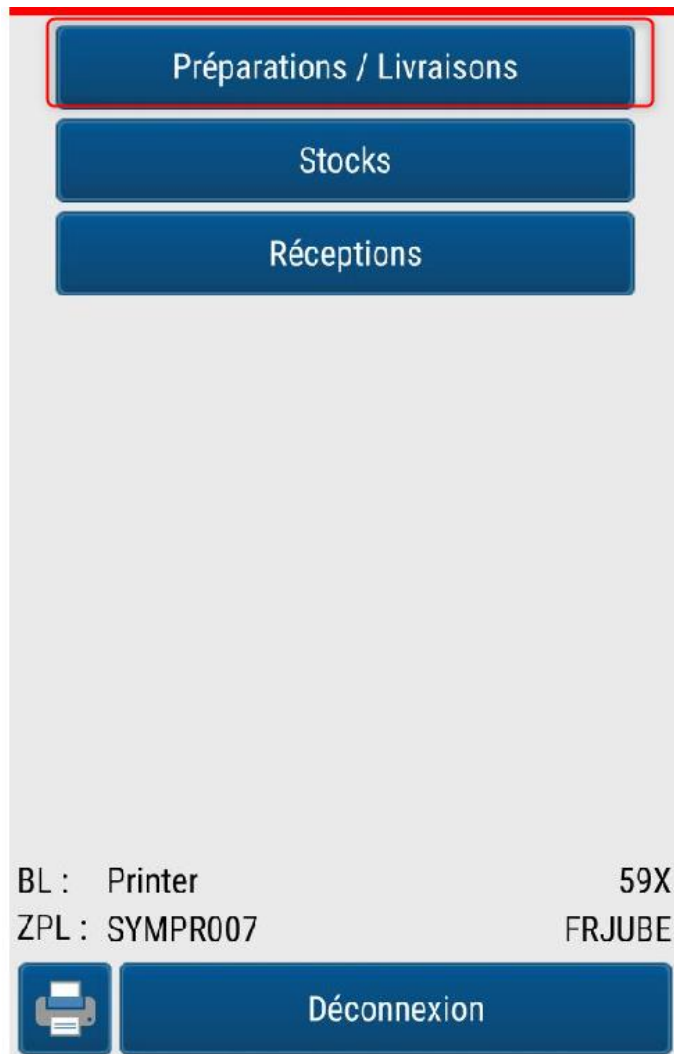 Préparations / Livraisons
Stocks
Réceptions
BL : Printer 59X
ZPL : SYMPR007 FRJUBE
Déconnexion